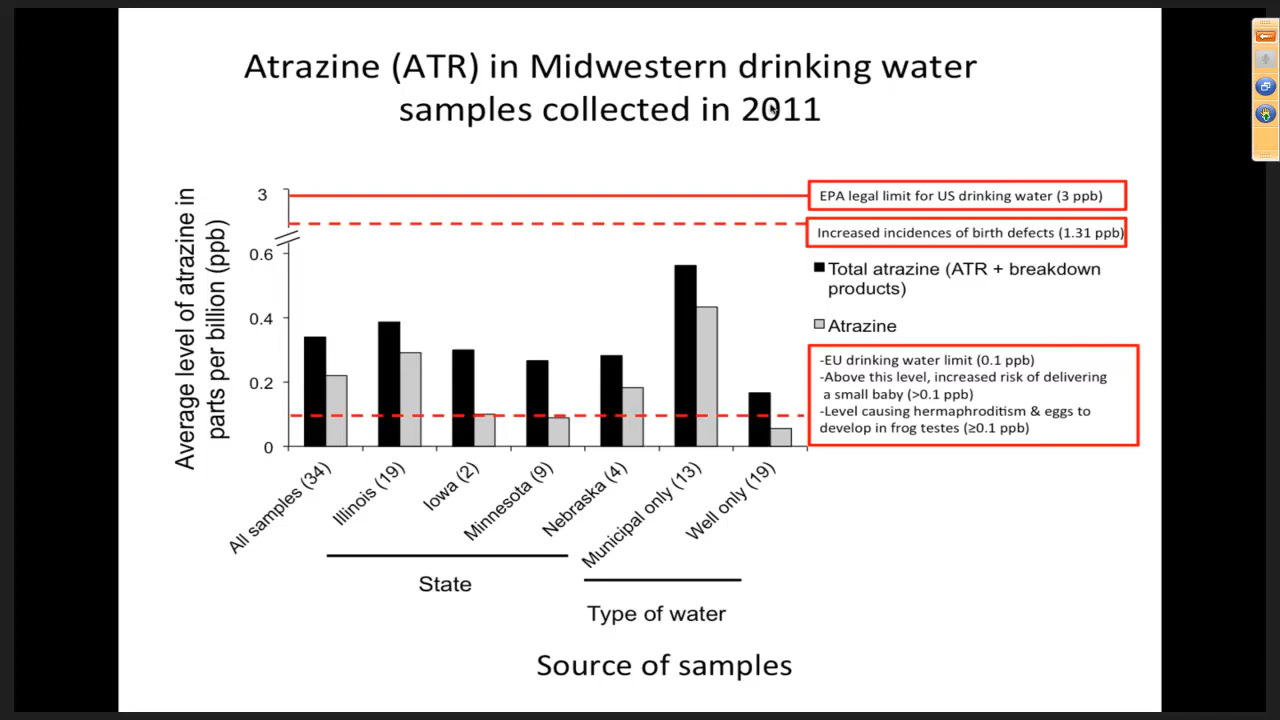 Atrazine (ATR) in Midwestern drinking water
samples collected in 2011
Average level of atrazine in
parts per billion (ppb)
3
0.6
0.4
0.2
0
EPA legal limit for US drinking water (3 ppb)
Increased incidences of birth defects (1.31 ppb)
Total atrazine (ATR + breakdown
products)
Atrazine
-EU drinking water limit (0.1 ppb)
-Above this level, increased risk of delivering
a small baby (>0.1 ppb)
-Level causing hermaphroditism & eggs to
develop in frog testes (≥0.1 ppb)
All samples (34)
Illinois (19)
Iowa (2)
Minnesota (9)
Nebraska (4)
Municipal only (13)
Well only (19)
State
Type of water
Source of samples